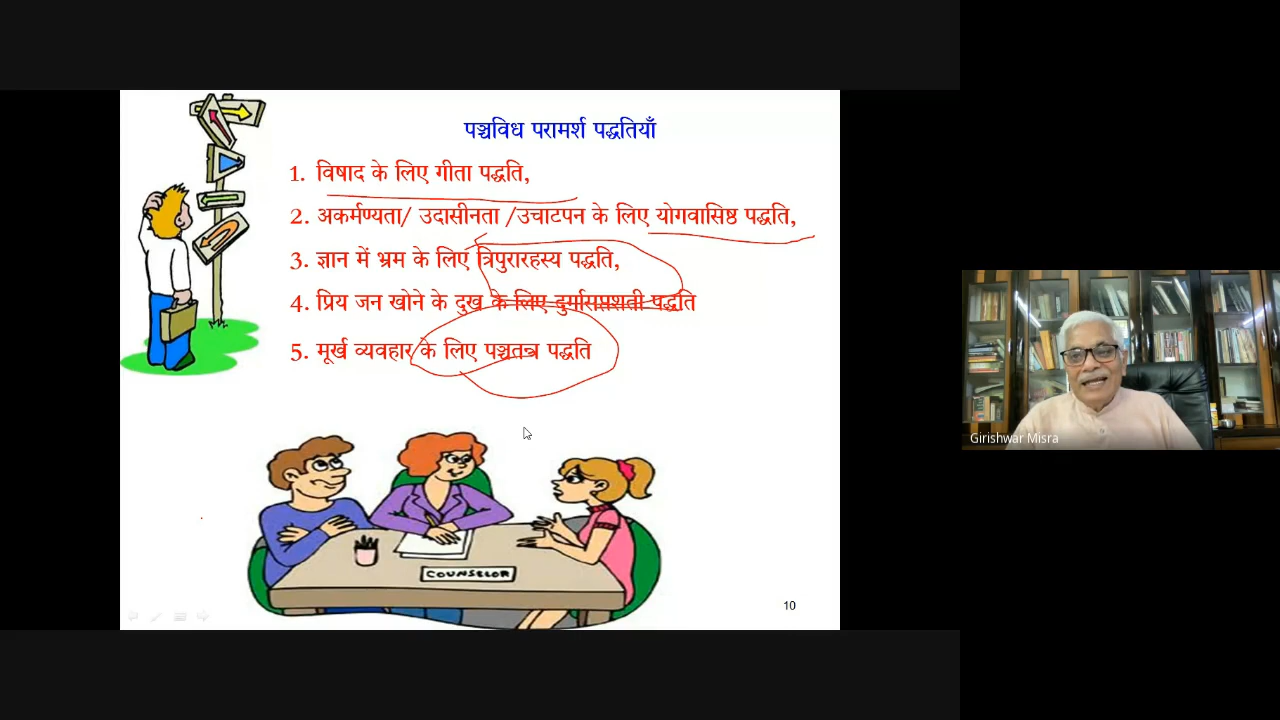 पञ्चविध परामर्श पद्धतियाँ
1. विषाद के लिए गीता पद्धति,
2. अकर्मण्यता/ उदासीनता /उचाटपन के लिए योगवासिष्ठ पद्धति,
3. ज्ञान में भ्रम के लिए त्रिपुरारहस्य पद्धति,
4. प्रिय जन खोने के दुख के लिए दुर्गासप्तशती पद्धति
5. मूर्ख व्यवहार के लिए पञ्चतन्त्र पद्धति
COUNSELOR
10
Girishwar Misra